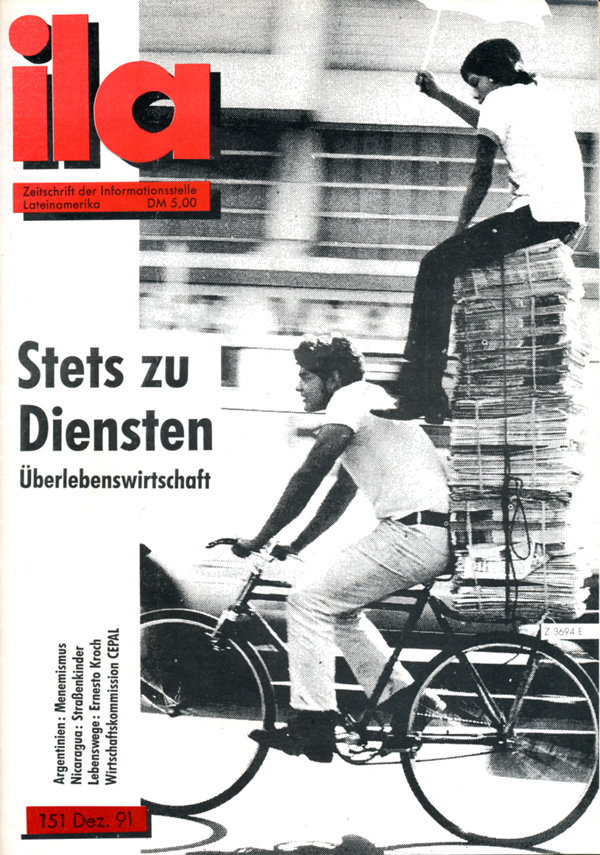 ila
Zeitschrift der Informationsstelle
Lateinamerika DM 5,00
Stets zu
Diensten
Überlebenswirtschaft
Z 3694 E
Argentinien: Menemismus
Nicaragua: Straßenkinder
Lebenswege: Ernesto Kroch
Wirtschaftskommission CEPAL
151 Dez. 91